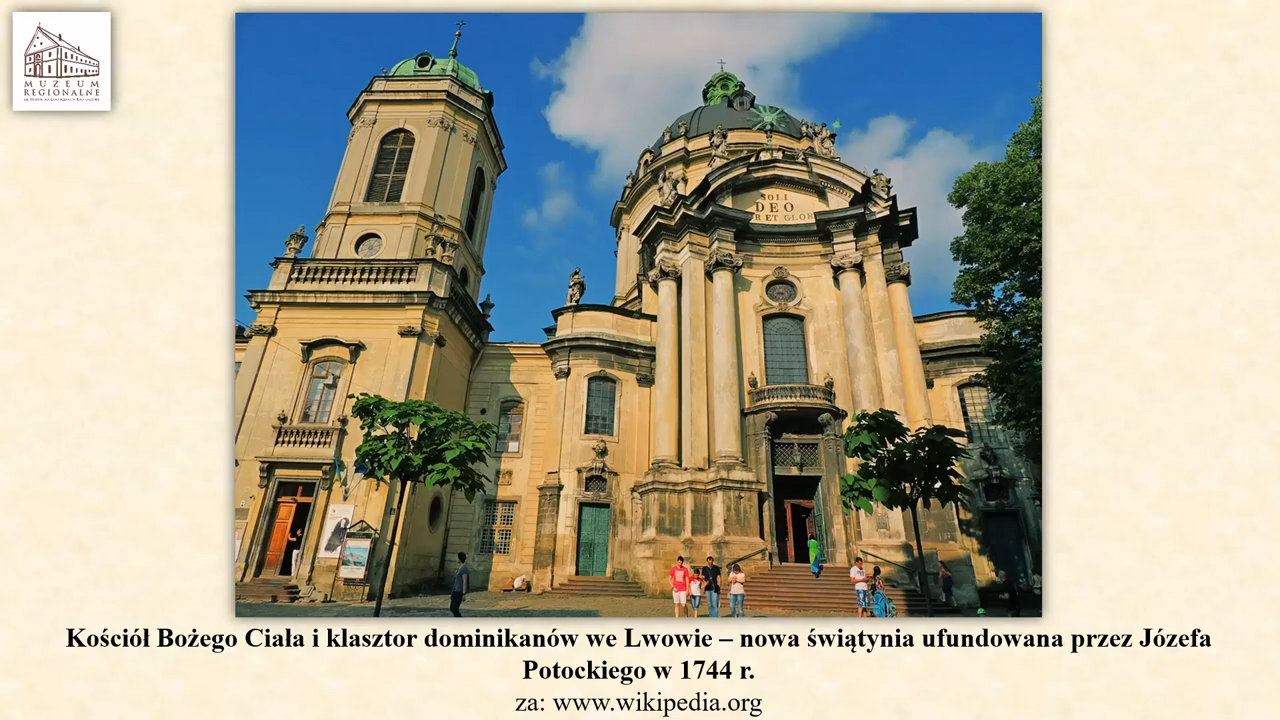 MUZEUM
REGIONALNE
SOLI
DEO
ET GLOR
Kościół Bożego Ciała i klasztor dominikanów we Lwowie – nowa świątynia ufundowana przez Józefa
Potockiego w 1744 r.
za: www.wikipedia.org